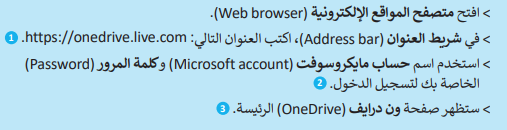 > افتح متصفح المواقع الإلكترونية (Web browser).
> في شريط العنوان (Address bar)، اكتب العنوان التالي: https://onedrive.live.com. 1
> استخدم اسم حساب مايكروسوفت (Microsoft account) وكلمة المرور (Password)
الخاصة بك لتسجيل الدخول. 2
> ستظهر صفحة ون درايف (OneDrive) الرئيسة. 3